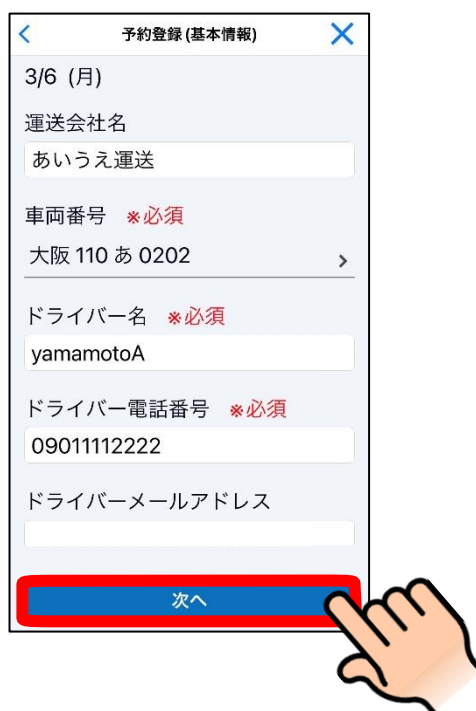 予約登録(基本情報)
3/6 (月)
運送会社名
あいうえ運送
車両番号 ※必須
大阪 110 あ 0202
ドライバー名 ※必須
yamamotoA
ドライバー電話番号 ※必須
09011112222
ドライバーメールアドレス
次へ